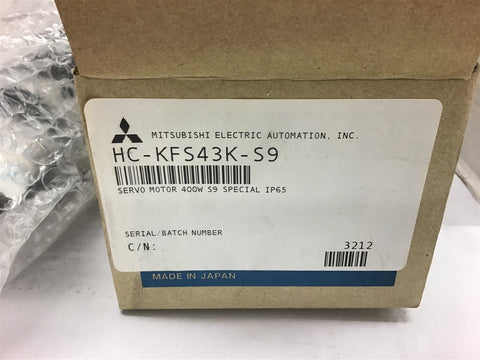 MITSUBISHI ELECTRIC AUTOMATION, INC.
HC-KFS43K-S9
SERVO MOTOR 400W S9 SPECIAL IP65
SERIAL/BATCH NUMBER
C/N: 3212
MADE IN JAPAN